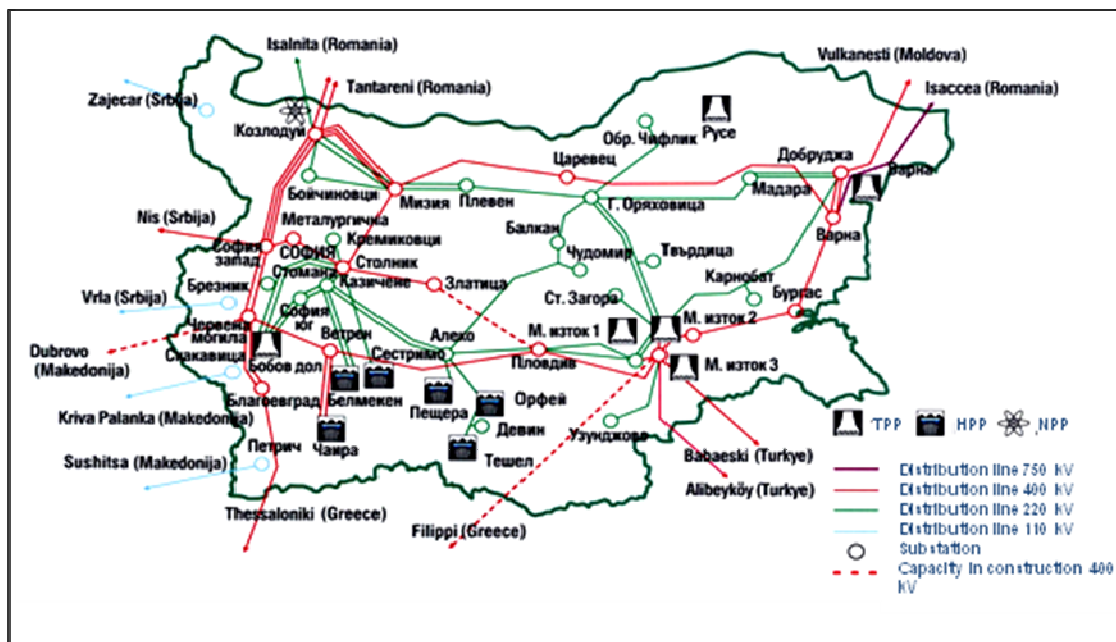 Isalnita (Romania)
Vulkanesti (Moldova)
Tantareni (Romania)
Isaccea (Romania)
Zajecar (Srbija)
Козлодуй
Обр. Чифлик
Русе
Царевец
Добруджа
Варна
Бойчиновци
Мизия
Плевен
Г. Оряховица
Мадара
Nis (Srbija)
Металургична
Варна
София
запад
СОФИЯ
Кремиковци
Столник
Балкан
Чудомир
Твърдица
Стомана
Казичене
Златица
Карнобат
Брезник
Vrla (Srbija)
София
юг
Ст. Загора
Бургас
Червена
могила
Ветрен
Алеко
М. изток 1
М. изток 2
Dubrovo
(Makedonija)
Скакавица
Бобов дол
Сестримо
Пловдив
М. изток 3
Благоевград
Белмекен
Пещера
Орфей
Kriva Palanka (Makedonija)
Девин
Узунджово
Петрич
Чаира
Тешел
Babaeski (Turkye)
Sushitsa (Makedonija)
Alibeyköy (Turkye)
Thessaloniki (Greece)
Filippi (Greece)
TPP
HPP
NPP
Distribution line 750 kV
Distribution line 400 kV
Distribution line 220 kV
Distribution line 110 kV
Substation
Capacity in construction 400
kV